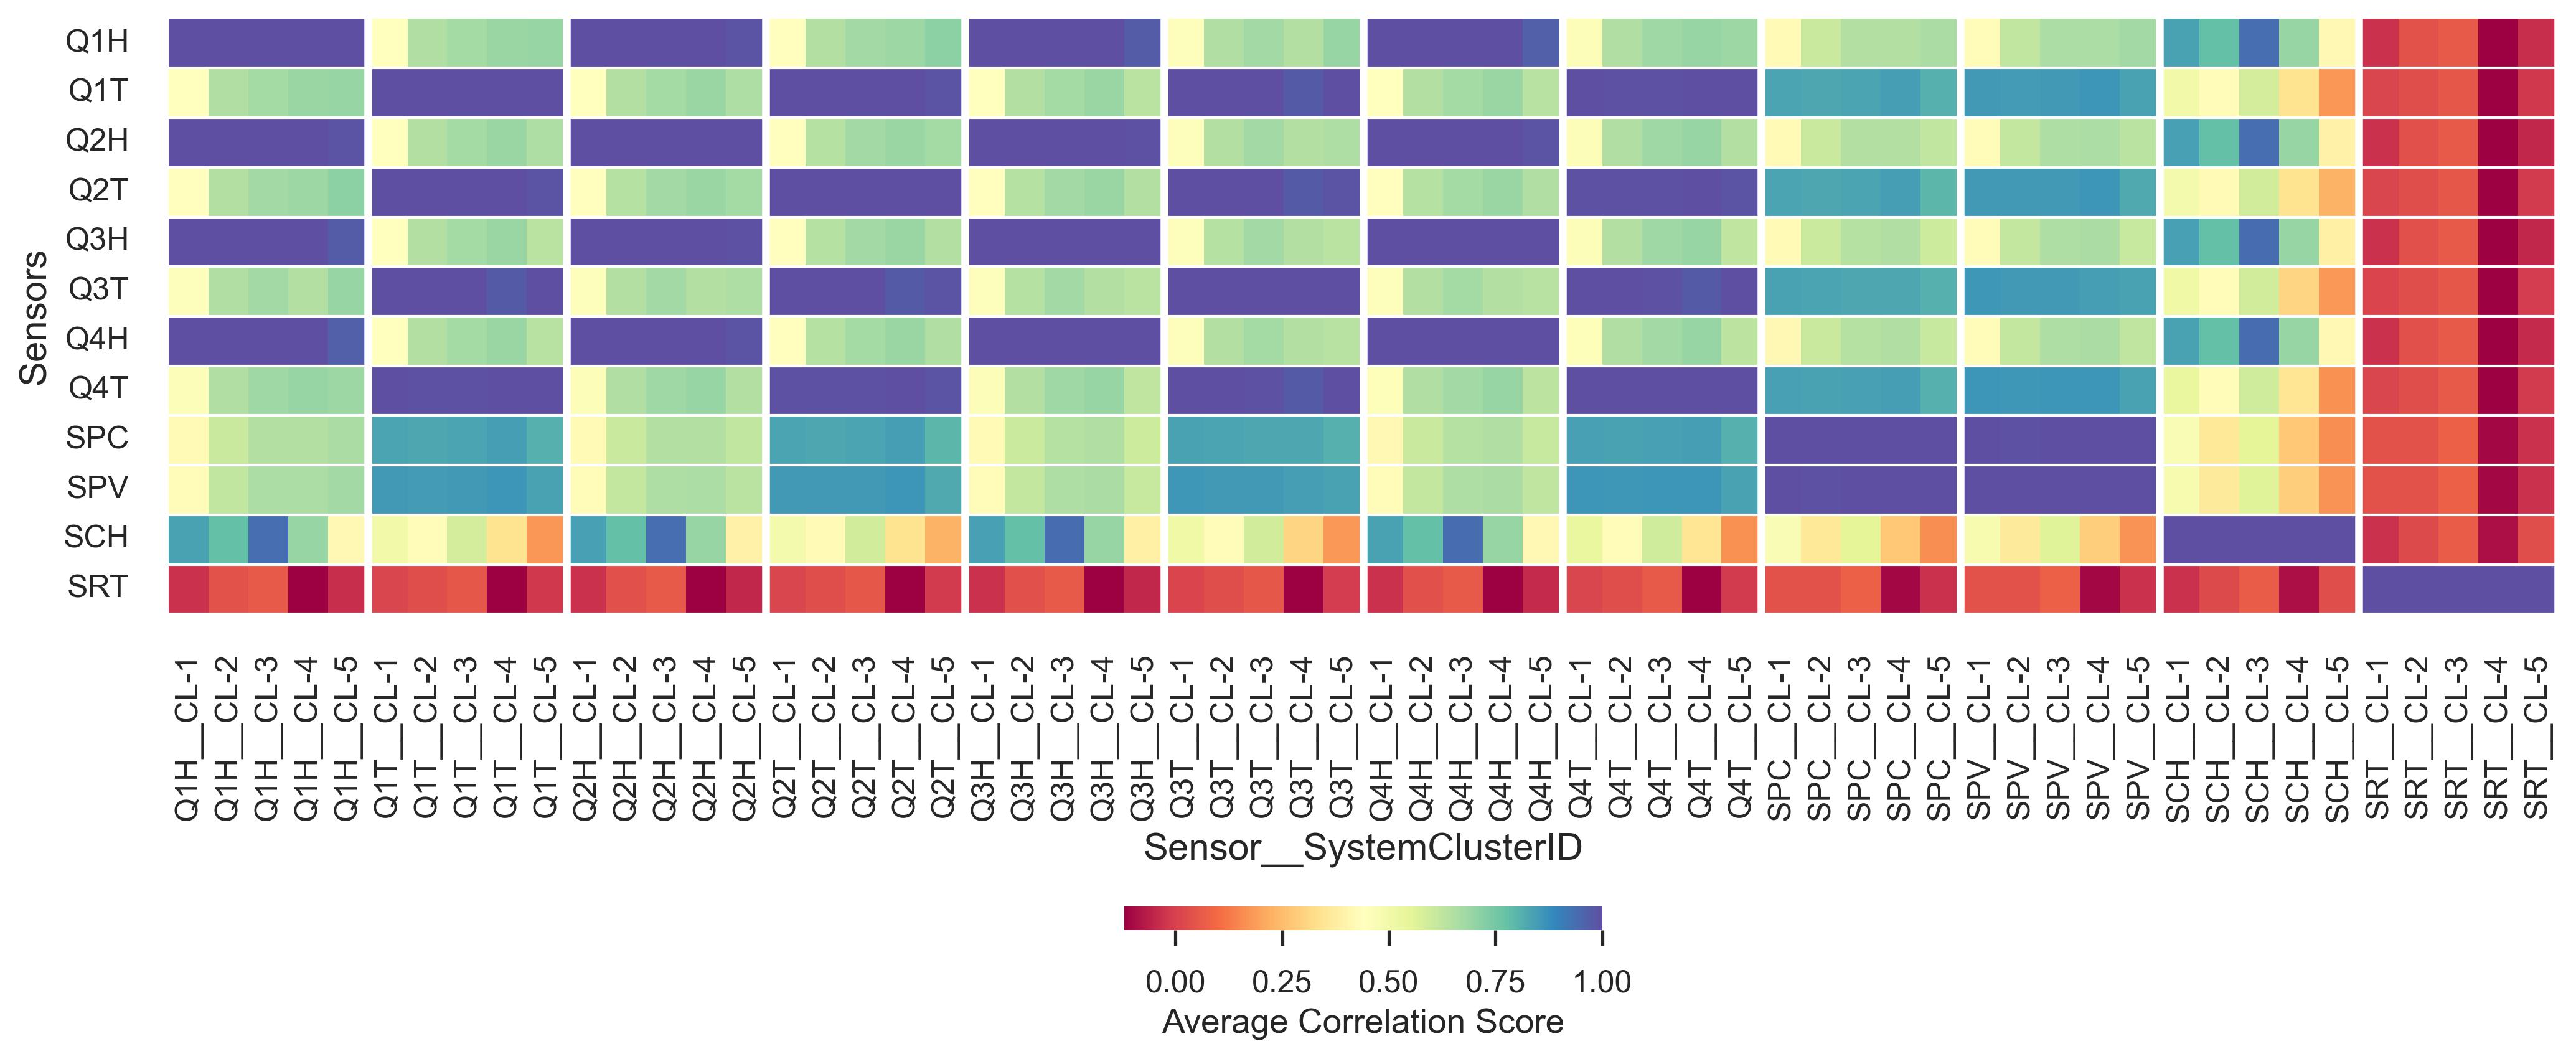 Sensors
Q1H
Q1T
Q2H
Q2T
Q3H
Q3T
Q4H
Q4T
SPC
SPV
SCH
SRT
Q1H__CL-1
Q1H__CL-2
Q1H__CL-3
Q1H__CL-4
Q1H__CL-5
Q1T__CL-1
Q1T__CL-2
Q1T__CL-3
Q1T__CL-4
Q1T__CL-5
Q2H__CL-1
Q2H__CL-2
Q2H__CL-3
Q2H__CL-4
Q2H__CL-5
Q2T__CL-1
Q2T__CL-2
Q2T__CL-3
Q2T__CL-4
Q2T__CL-5
Q3H__CL-1
Q3H__CL-2
Q3H__CL-3
Q3H__CL-4
Q3H__CL-5
Q3T__CL-1
Q3T__CL-2
Q3T__CL-3
Q3T__CL-4
Q3T__CL-5
Q4H__CL-1
Q4H__CL-2
Q4H__CL-3
Q4H__CL-4
Q4H__CL-5
Q4T__CL-1
Q4T__CL-2
Q4T__CL-3
Q4T__CL-4
Q4T__CL-5
SPC__CL-1
SPC__CL-2
SPC__CL-3
SPC__CL-4
SPC__CL-5
SPV__CL-1
SPV__CL-2
SPV__CL-3
SPV__CL-4
SPV__CL-5
SCH__CL-1
SCH__CL-2
SCH__CL-3
SCH__CL-4
SCH__CL-5
SRT__CL-1
SRT__CL-2
SRT__CL-3
SRT__CL-4
SRT__CL-5
Sensor__SystemClusterID
0.00 0.25 0.50 0.75 1.00
Average Correlation Score